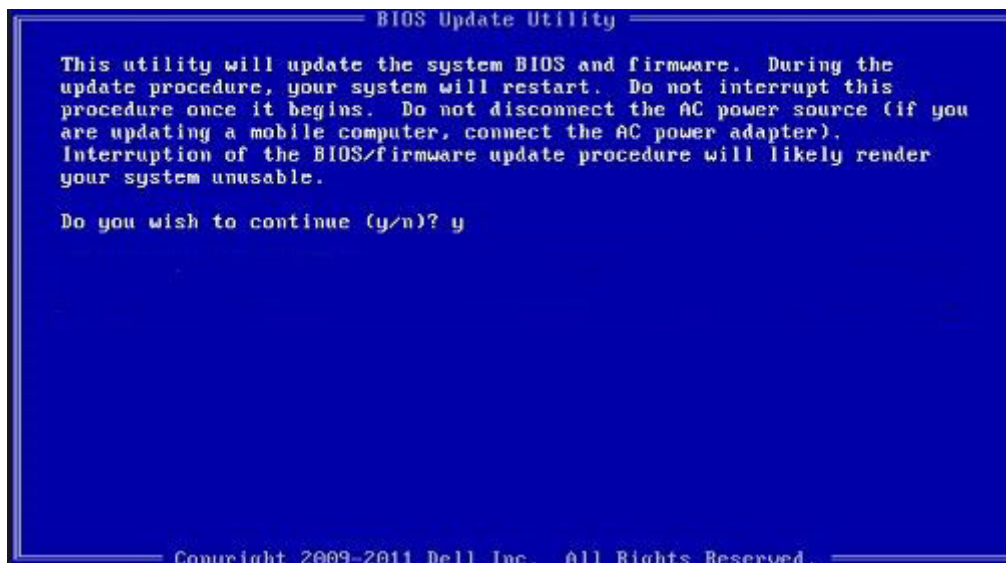 BIOS Update Utility
This utility will update the system BIOS and firmware. During the
update procedure, your system will restart. Do not interrupt this
procedure once it begins. Do not disconnect the AC power source (if you
are updating a mobile computer, connect the AC power adapter).
Interruption of the BIOS/firmware update procedure will likely render
your system unusable.
Do you wish to continue (y/n)? y
Copyright 2009-2011 Dell Inc. All Rights Reserved.